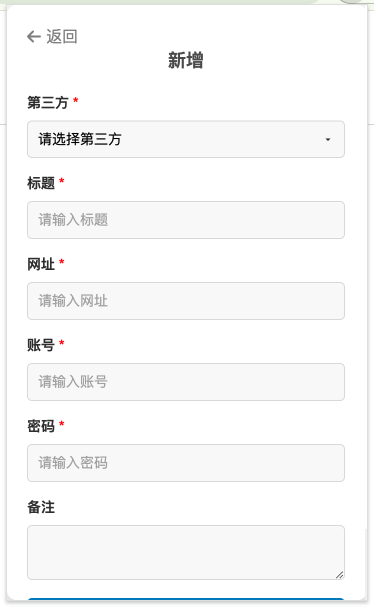 ← 返回
新增
第三方 *
请选择第三方
标题 *
请输入标题
网址 *
请输入网址
账号 *
请输入账号
密码 *
请输入密码
备注